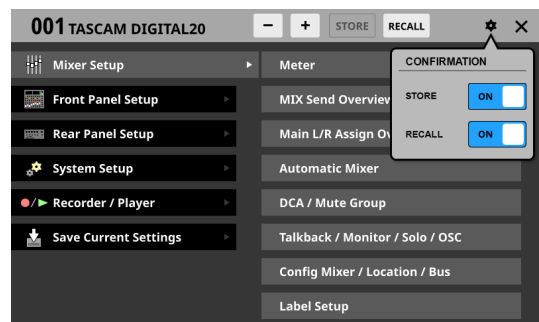 001 TASCAM DIGITAL20
− + STORE RECALL
Mixer Setup
Front Panel Setup
Rear Panel Setup
System Setup
Recorder / Player
Save Current Settings
Meter
MIX Send Overview
Main L/R Assign Ov
Automatic Mixer
DCA / Mute Group
Talkback / Monitor / Solo / OSC
Config Mixer / Location / Bus
Label Setup
CONFIRMATION
STORE ON
RECALL ON